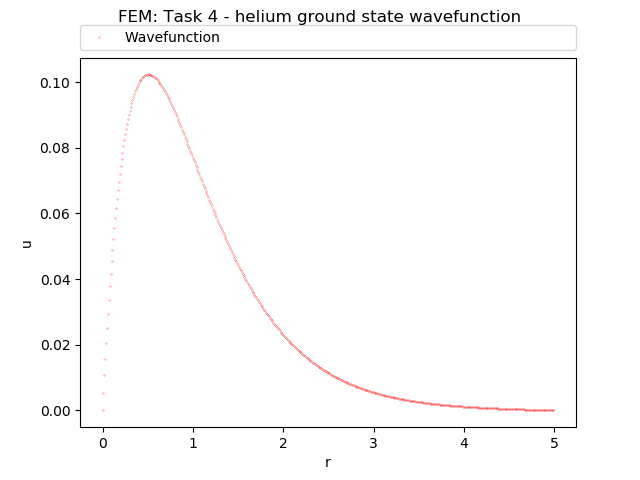 FEM: Task 4 - helium ground state wavefunction
Wavefunction
0.10
0.08
0.06
0.04
0.02
0.00
u
0 1 2 3 4 5
r